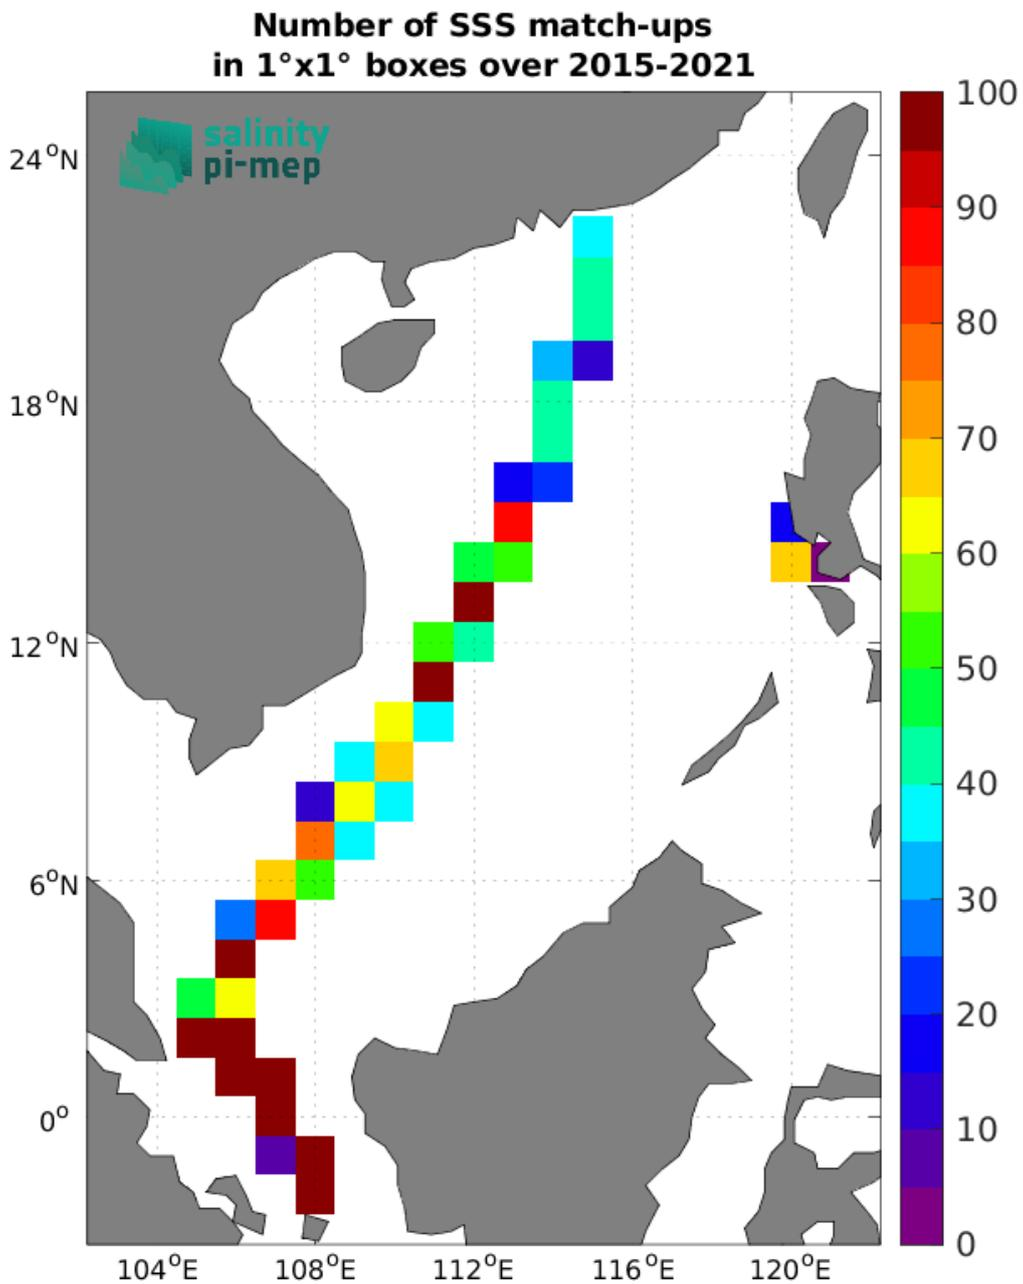 Number of SSS match-ups
in 1°x1° boxes over 2015-2021
salinity
pi-mep
24°N
18°N
12°N
6°N
0°
104°E 108°E 112°E 116°E 120°E
100
90
80
70
60
50
40
30
20
10
0